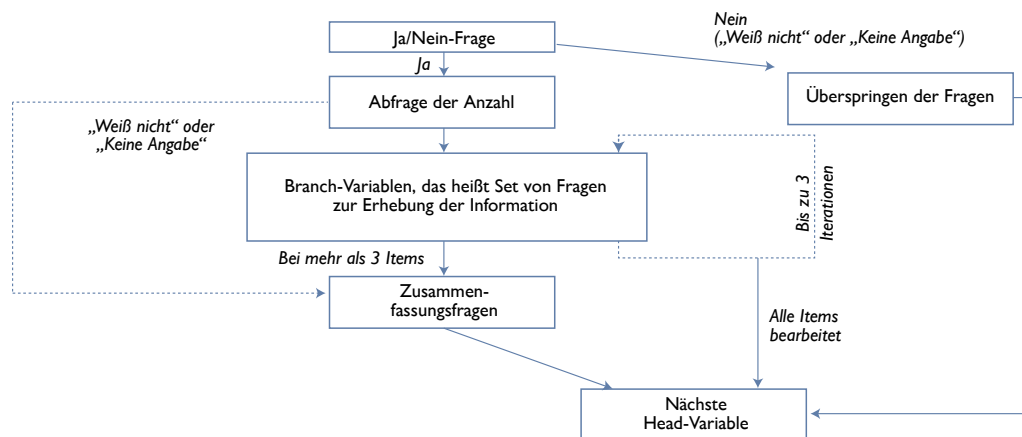 Ja/Nein-Frage
Nein
(„Weiß nicht“ oder „Keine Angabe“)
Ja
Abfrage der Anzahl
Überspringen der Fragen
„Weiß nicht“ oder
„Keine Angabe“
Branch-Variablen, das heißt Set von Fragen
zur Erhebung der Information
Bis zu 3
Iterationen
Bei mehr als 3 Items
Zusammen-
fassungsfragen
Alle Items
bearbeitet
Nächste
Head-Variable